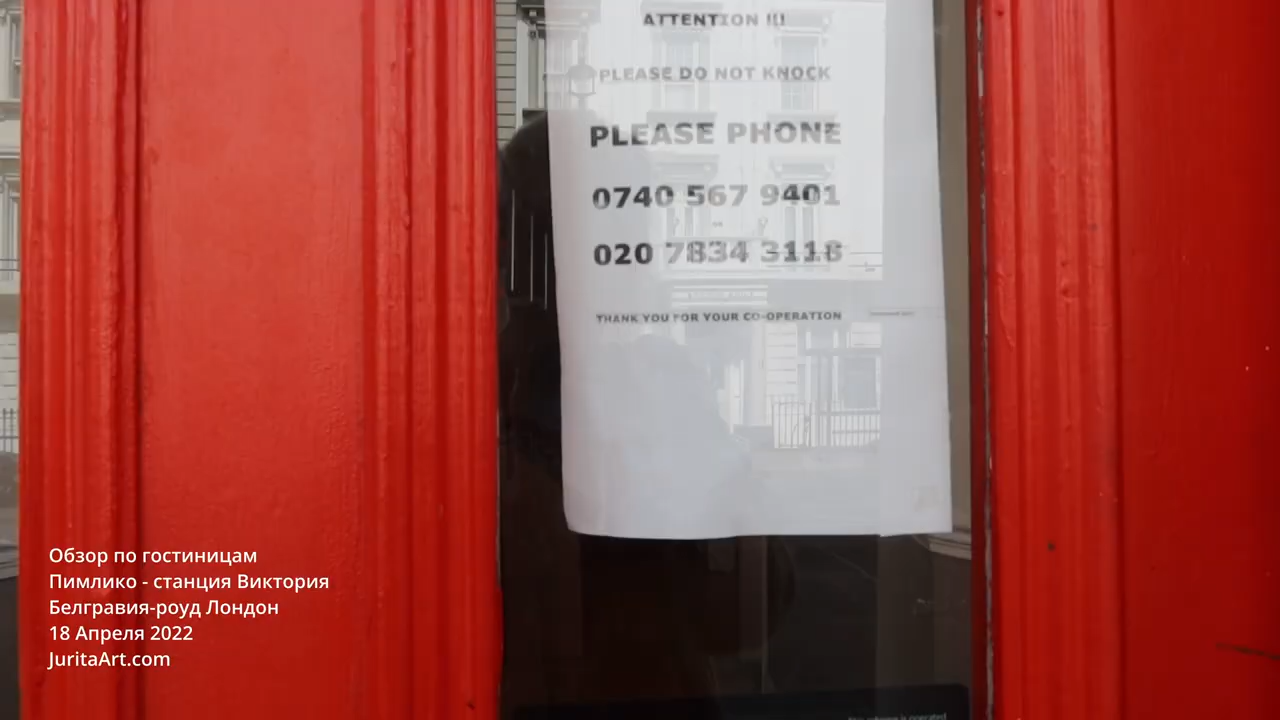 ATTENTION !!!
PLEASE DO NOT KNOCK
PLEASE PHONE
0740 567 9401
020 7834 3118
THANK YOU FOR YOUR CO-OPERATION
Обзор по гостиницам
Пимлико - станция Виктория
Белгравия-роуд Лондон
18 Апреля 2022
JuritaArt.com